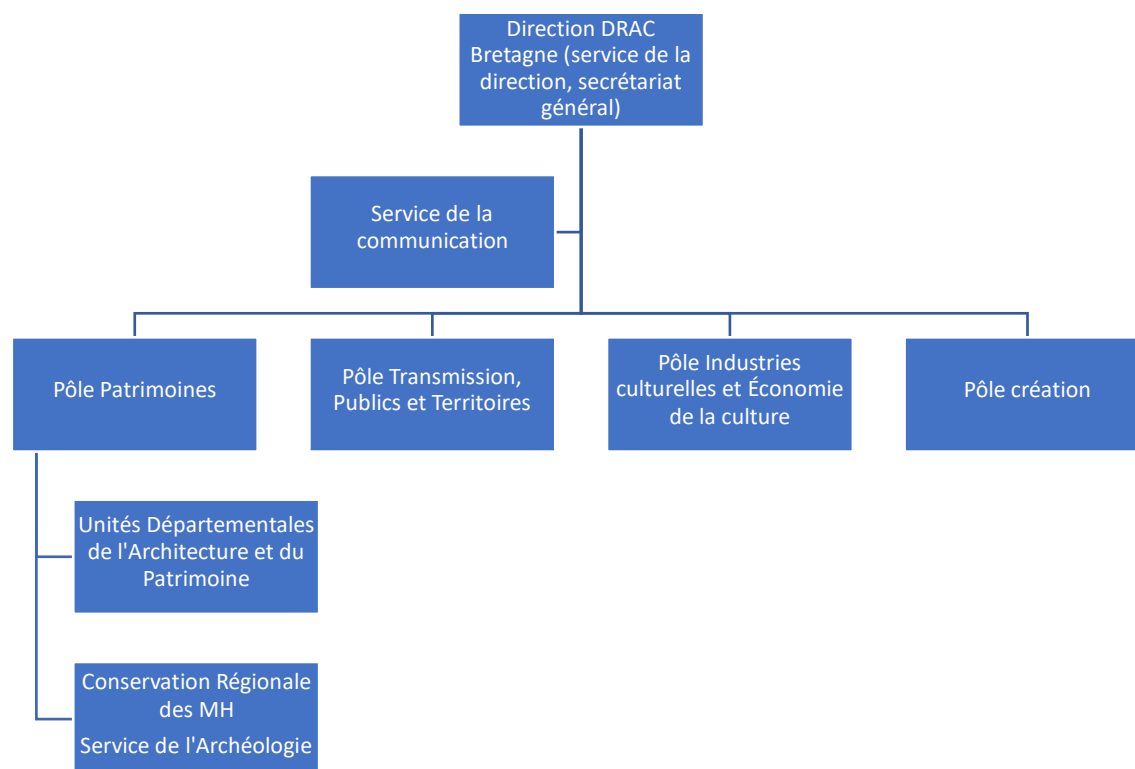 Direction DRAC
Bretagne (service de la
direction, secrétariat
général)
Service de la
communication
Pôle Patrimoines
Pôle Transmission,
Publics et Territoires
Pôle Industries
culturelles et Économie
de la culture
Pôle création
Unités Départementales
de l'Architecture et du
Patrimoine
Conservation Régionale
des MH
Service de l'Archéologie